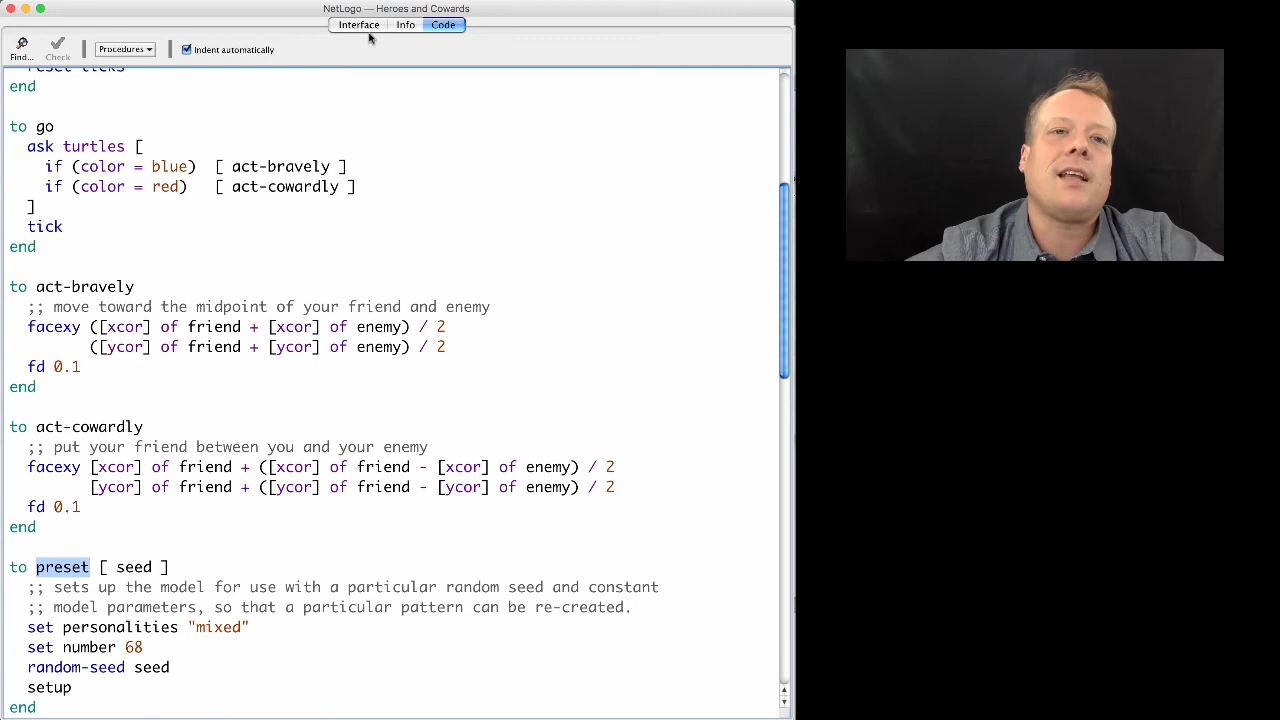 NetLogo — Heroes and Cowards
Interface Info Code
Find... Check Procedures Indent automatically
reset-ticks
end
to go
ask turtles [
if (color = blue) [ act-bravely ]
if (color = red) [ act-cowardly ]
]
tick
end
to act-bravely
;; move toward the midpoint of your friend and enemy
facexy ([xcor] of friend + [xcor] of enemy) / 2
([ycor] of friend + [ycor] of enemy) / 2
fd 0.1
end
to act-cowardly
;; put your friend between you and your enemy
facexy [xcor] of friend + ([xcor] of friend - [xcor] of enemy) / 2
[ycor] of friend + ([ycor] of friend - [ycor] of enemy) / 2
fd 0.1
end
to preset [ seed ]
;; sets up the model for use with a particular random seed and constant
;; model parameters, so that a particular pattern can be re-created.
set personalities "mixed"
set number 68
random-seed seed
setup
end